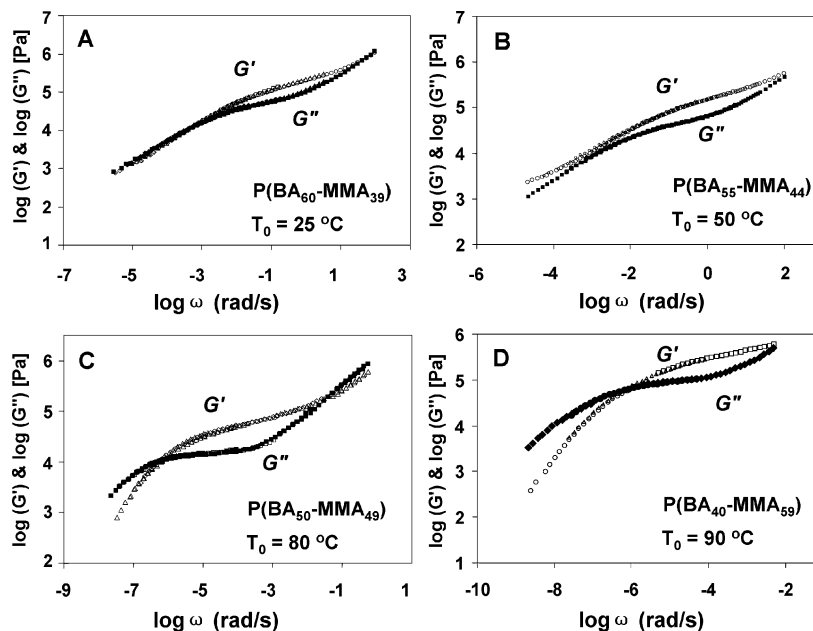 A
log (G') & log (G") [Pa]
7
6
5
4
3
2
1
G'
G"
P(BA60-MMA39)
T0 = 25 °C
-7 -5 -3 -1 1 3
log ω (rad/s)
B
log (G') & log (G") [Pa]
7
6
5
4
3
2
G'
G"
P(BA55-MMA44)
T0 = 50 °C
-6 -4 -2 0 2
log ω (rad/s)
C
log (G') & log (G") [Pa]
6
5
4
3
2
G'
G"
P(BA50-MMA49)
T0 = 80 °C
-9 -7 -5 -3 -1 1
log ω (rad/s)
D
log (G') & log (G") [Pa]
6
5
4
3
2
1
G'
G"
P(BA40-MMA59)
T0 = 90 °C
-10 -8 -6 -4 -2
log ω (rad/s)